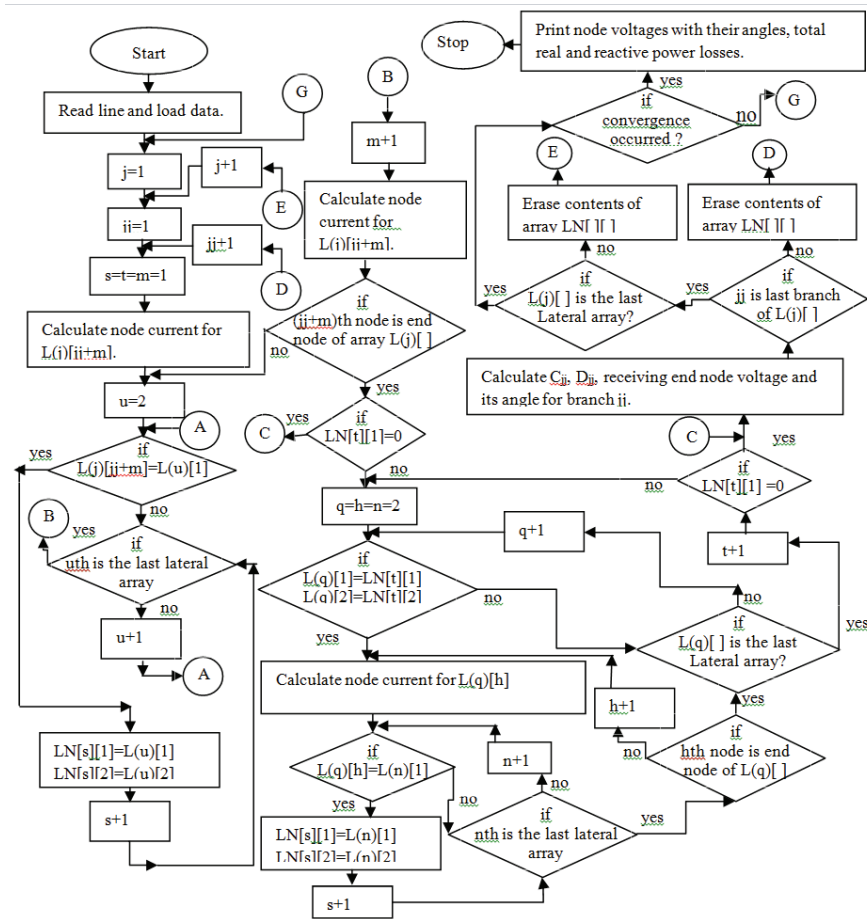 Start
Read line and load data.
G
j=1
j+1
E
jj=1
jj+1
D
s=t=m=1
Calculate node current for
L(j)[jj+m].
u=2
A
if
L(j)[jj+m]=L(u)[1]
yes
no
B
yes
if
uth is the last lateral
array
no
u+1
A
LN[s][1]=L(u)[1]
LN[s][2]=L(u)[2]
s+1
B
m+1
Calculate node
current for
L(j)[jj+m].
if
(jj+m)th node is end
node of array L(j)[ ]
no
yes
if
LN[t][1]=0
yes
C
no
q=h=n=2
q+1
if
L(q)[1]=LN[t][1]
L(q)[2]=LN[t][2]
no
yes
Calculate node current for L(q)[h]
if
L(q)[h]=L(n)[1]
yes
no
LN[s][1]=L(n)[1]
LN[s][2]=L(n)[2]
s+1
n+1
no
if
nth is the last lateral
array
yes
h+1
no
if
hth node is end
node of L(q)[ ]
yes
if
L(q)[ ] is the last
Lateral array?
no
yes
t+1
if
LN[t][1] =0
no
yes
C
Calculate Cjj, Djj, receiving end node voltage and
its angle for branch jj.
if
jj is last branch
of L(j)[ ]
yes
no
Erase contents of
array LN[ ][ ]
D
if
L(j)[ ] is the last
Lateral array?
yes
no
Erase contents of
array LN[ ][ ]
E
if
convergence
occurred ?
no
G
yes
Print node voltages with their angles, total
real and reactive power losses.
Stop